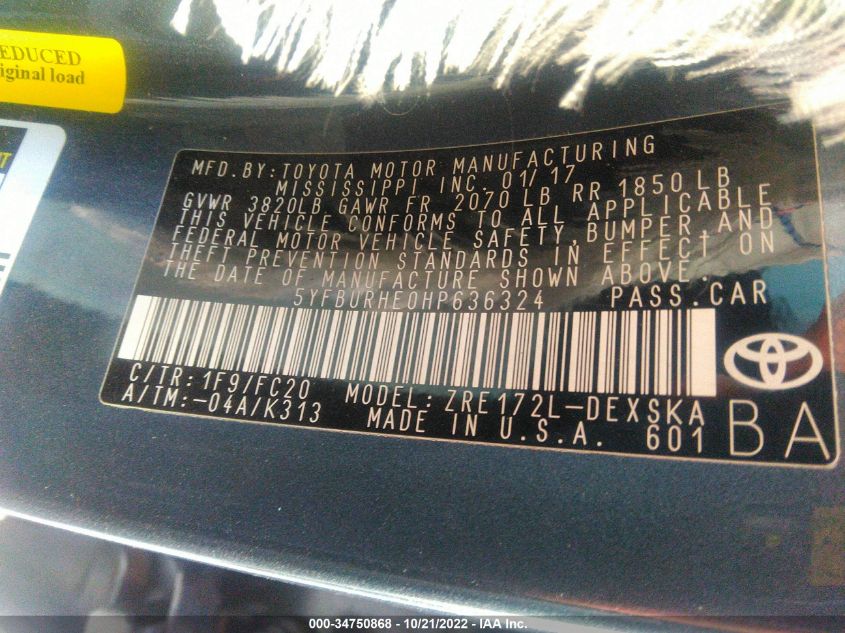 EDUCED
iginal load
MFD.BY:TOYOTA MOTOR MANUFACTURING
MISSISSIPPI INC. 01/17
GVWR 3820LB GAWR FR 2070 LB RR 1850 LB
THIS VEHICLE CONFORMS TO ALL APPLICABLE
FEDERAL MOTOR VEHICLE SAFETY, BUMPER, AND
THEFT PREVENTION STANDARDS IN EFFECT ON
THE DATE OF MANUFACTURE SHOWN ABOVE.
5YFBURHE0HP636324 PASS.CAR
C/TR:1F9/FC20 MODEL:ZRE172L-DEXSKA
A/TM:-04A/K313 MADE IN U.S.A. 601 BA
000-34750868 - 10/21/2022 - IAA Inc.